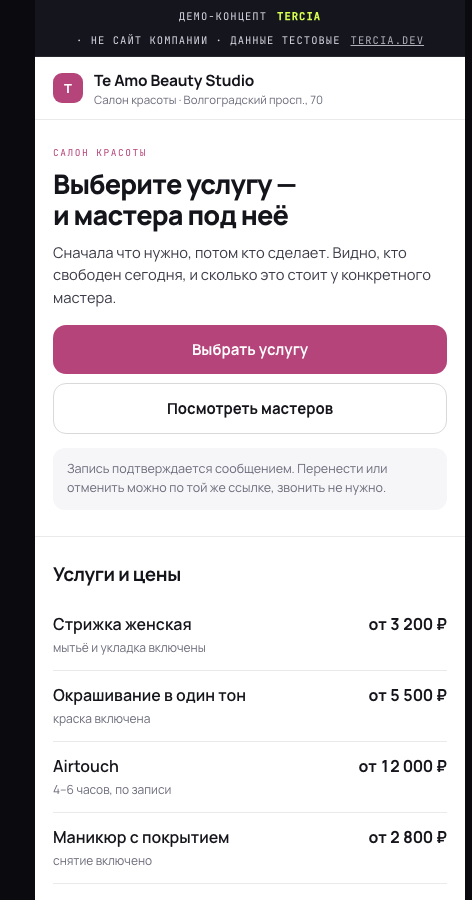 ДЕМО-КОНЦЕПТ TERCIA
· НЕ САЙТ КОМПАНИИ · ДАННЫЕ ТЕСТОВЫЕ TERCIA.DEV
T
Te Amo Beauty Studio
Салон красоты · Волгоградский просп., 70
САЛОН КРАСОТЫ
Выберите услугу —
и мастера под неё
Сначала что нужно, потом кто сделает. Видно, кто
свободен сегодня, и сколько это стоит у конкретного
мастера.
Выбрать услугу
Посмотреть мастеров
Запись подтверждается сообщением. Перенести или
отменить можно по той же ссылке, звонить не нужно.
Услуги и цены
Стрижка женская от 3 200 ₽
мытьё и укладка включены
Окрашивание в один тон от 5 500 ₽
краска включена
Airtouch от 12 000 ₽
4–6 часов, по записи
Маникюр с покрытием от 2 800 ₽
снятие включено